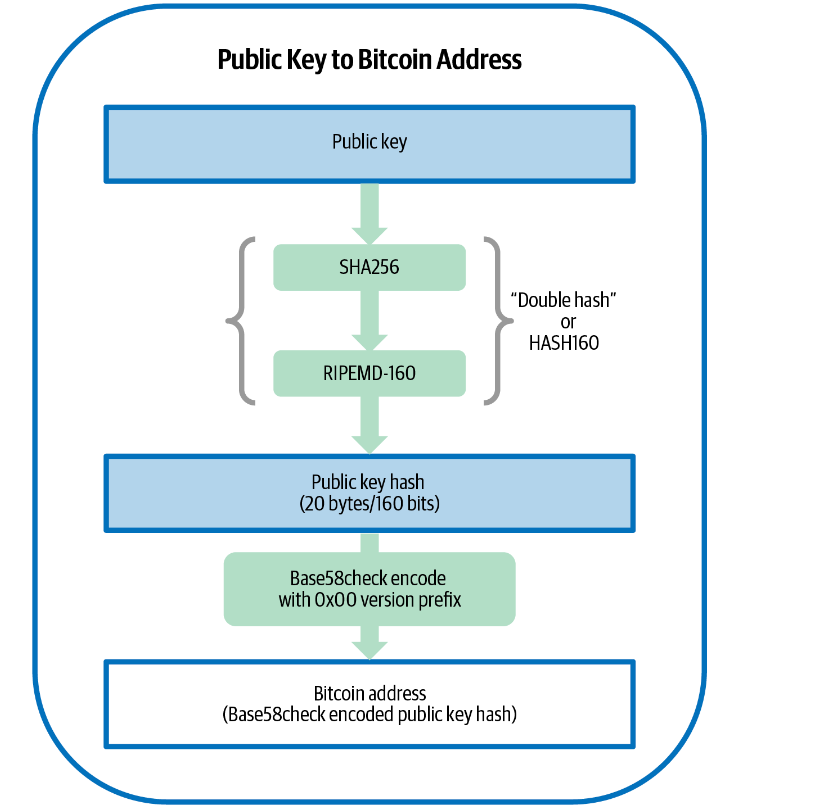 Public Key to Bitcoin Address
Public key
SHA256
“Double hash”
or
HASH160
RIPEMD-160
Public key hash
(20 bytes/160 bits)
Base58check encode
with 0x00 version prefix
Bitcoin address
(Base58check encoded public key hash)